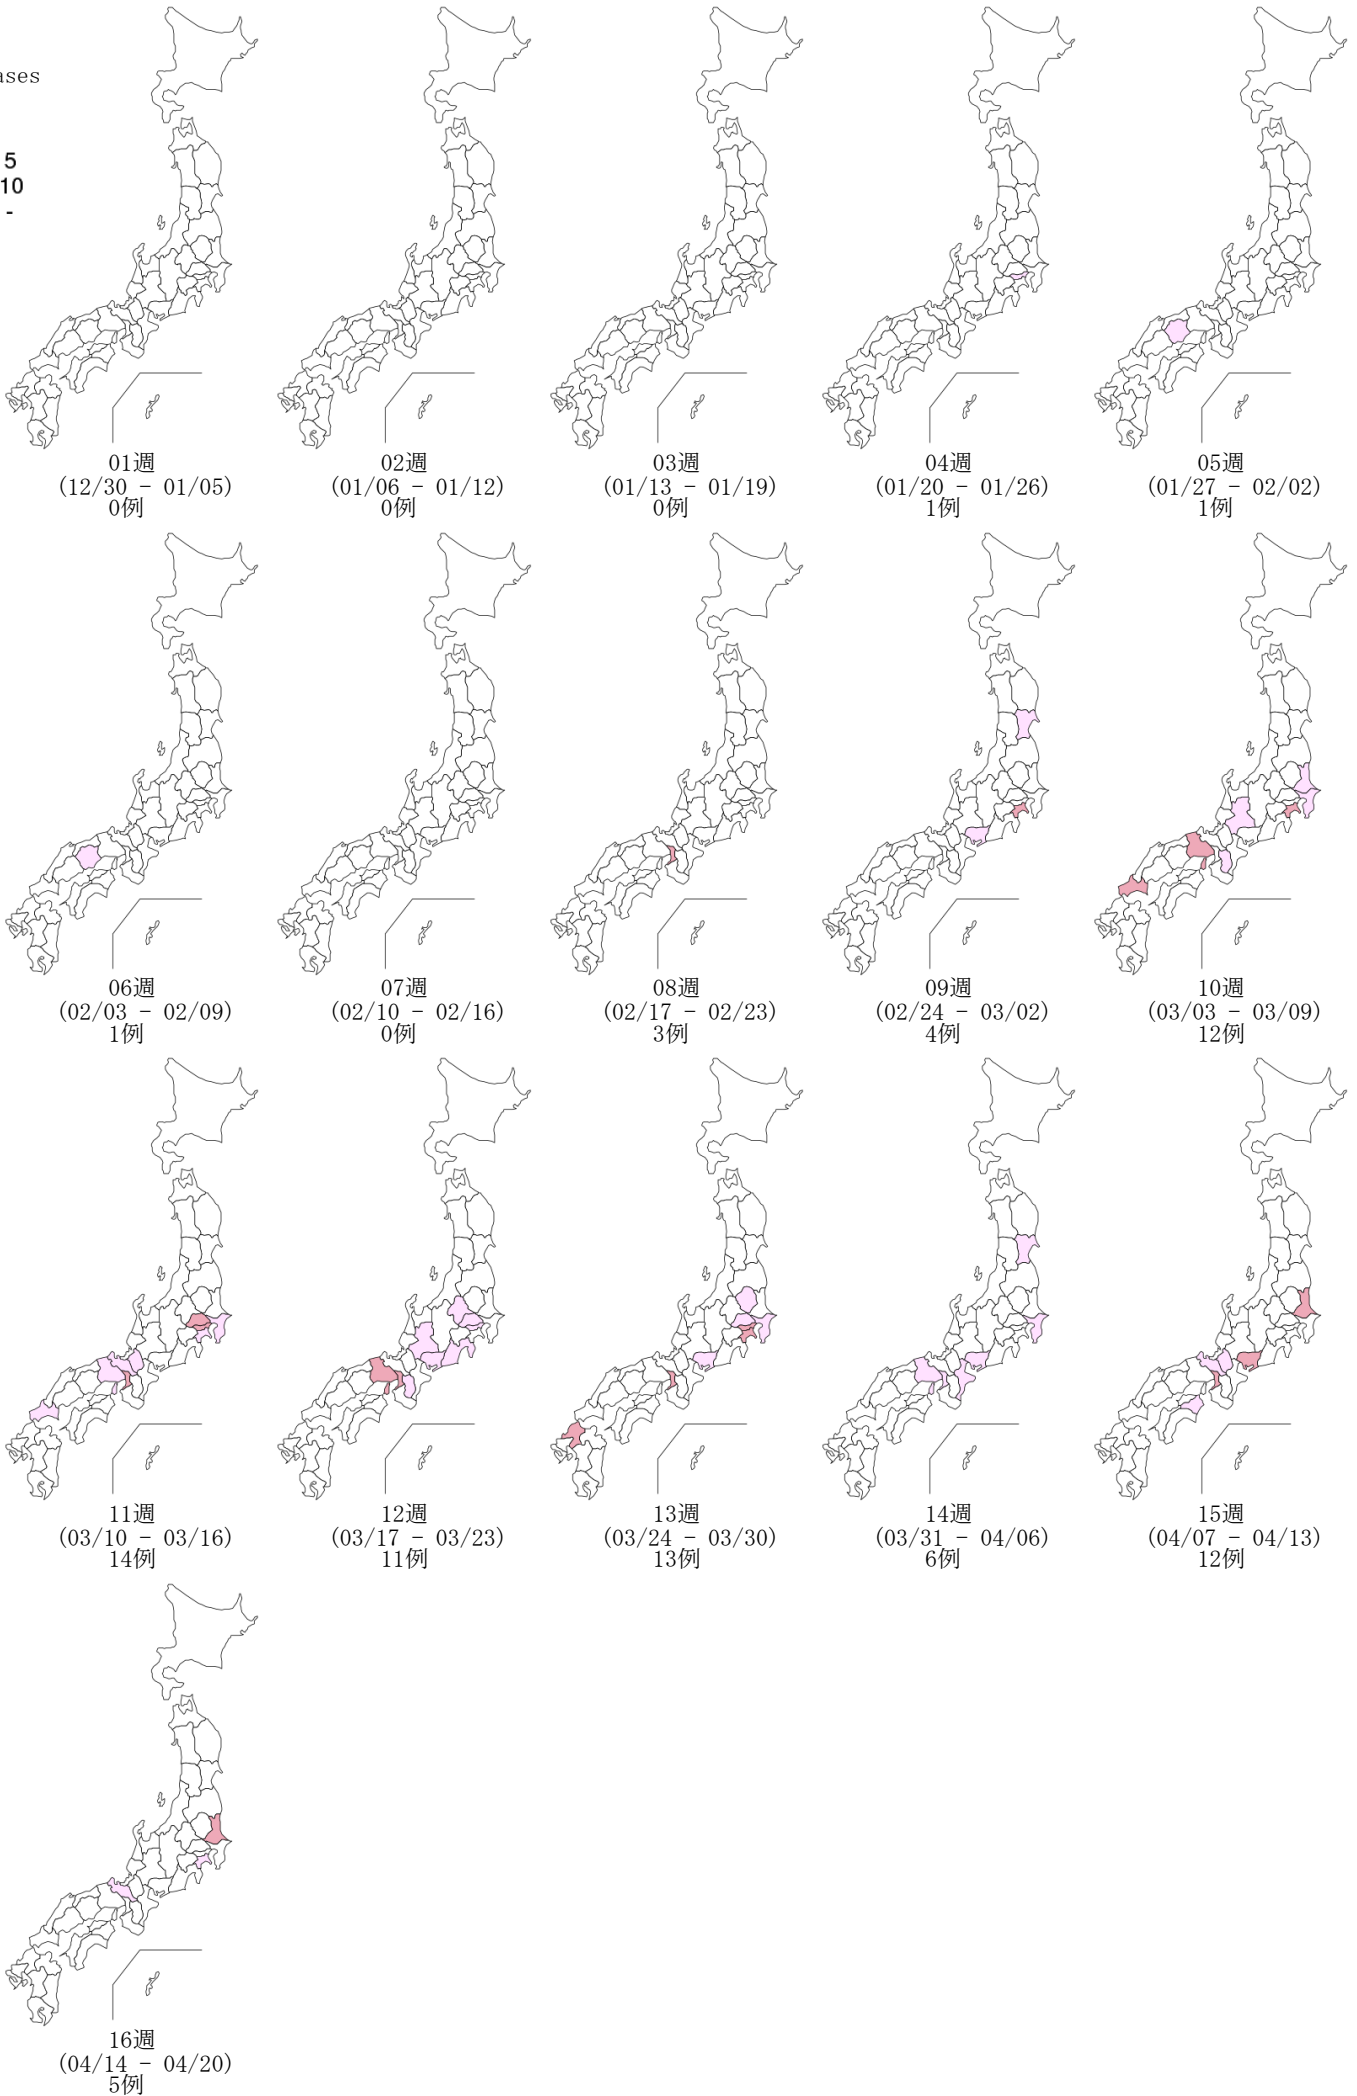 5
10
-
01週
(12/30 - 01/05)
0例
02週
(01/06 - 01/12)
0例
03週
(01/13 - 01/19)
0例
04週
(01/20 - 01/26)
1例
05週
(01/27 - 02/02)
1例
06週
(02/03 - 02/09)
1例
07週
(02/10 - 02/16)
0例
08週
(02/17 - 02/23)
3例
09週
(02/24 - 03/02)
4例
10週
(03/03 - 03/09)
12例
11週
(03/10 - 03/16)
14例
12週
(03/17 - 03/23)
11例
13週
(03/24 - 03/30)
13例
14週
(03/31 - 04/06)
6例
15週
(04/07 - 04/13)
12例
16週
(04/14 - 04/20)
5例